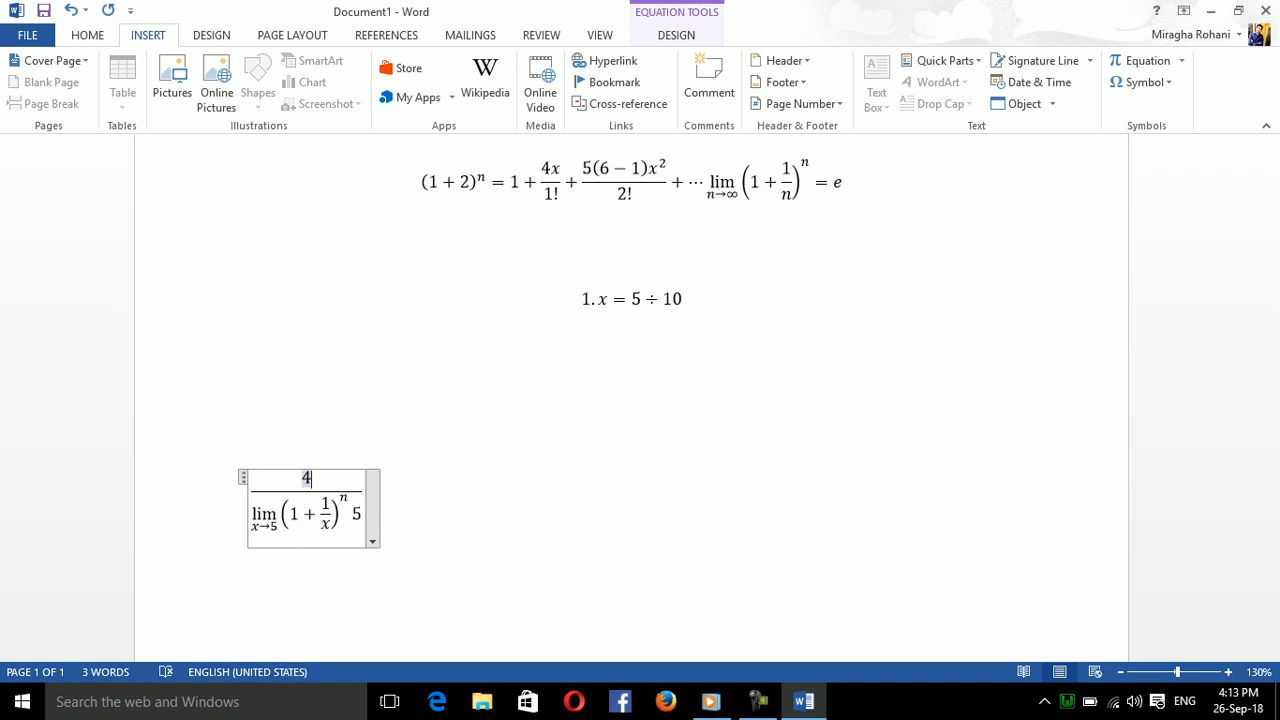 Document1 - Word
EQUATION TOOLS
?
FILE HOME INSERT DESIGN PAGE LAYOUT REFERENCES MAILINGS REVIEW VIEW DESIGN Miragha Rohani
Cover Page
Blank Page
Page Break
Pages
Table
Tables
Pictures
Online Pictures
Shapes
SmartArt
Chart
Screenshot
Illustrations
Store
My Apps
W
Wikipedia
Apps
Online Video
Media
Hyperlink
Bookmark
Cross-reference
Links
Comment
Comments
Header
Footer
Page Number
Header & Footer
A
Text Box
Quick Parts
WordArt
Drop Cap
Signature Line
Date & Time
Object
Text
π Equation
Ω Symbol
Symbols
(1 + 2)ⁿ = 1 + 4x/1! + 5(6 − 1)x²/2! + ⋯ lim n→∞ (1 + 1/n)ⁿ = e
1. x = 5 ÷ 10
4
lim x→5 (1 + 1/x)ⁿ 5
PAGE 1 OF 1 3 WORDS ENGLISH (UNITED STATES) 130%
Search the web and Windows
ENG
4:13 PM
26-Sep-18